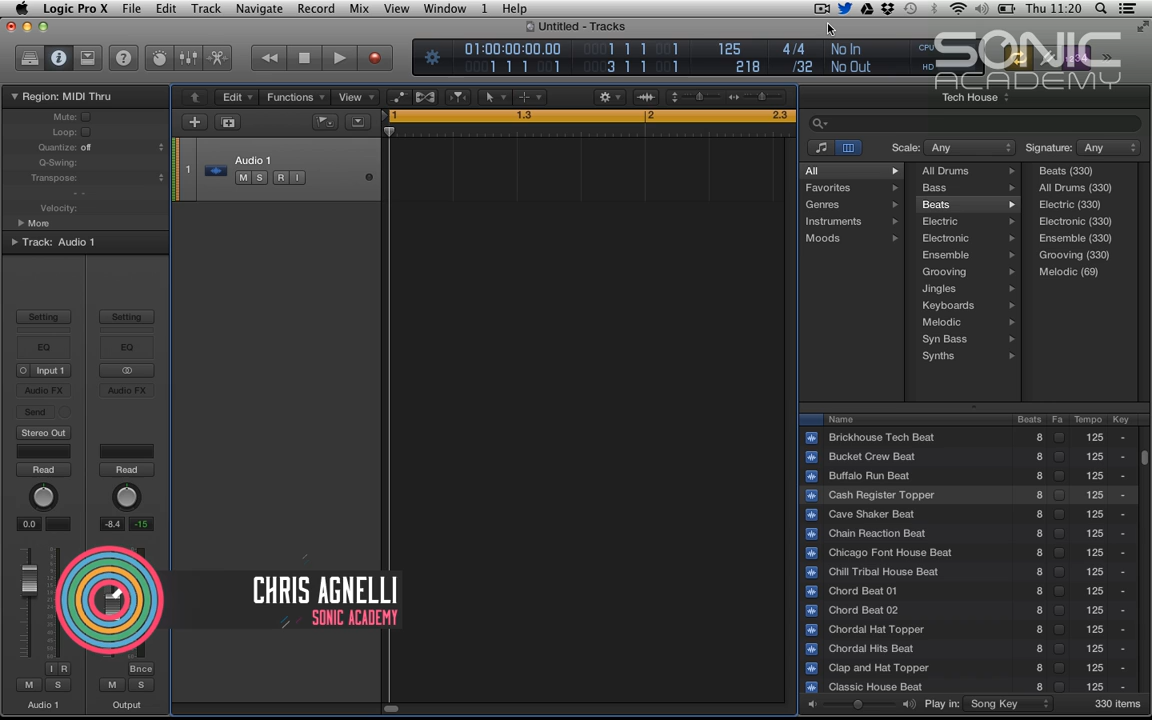 Logic Pro X File Edit Track Navigate Record Mix View Window 1 Help Thu 11:20
Untitled - Tracks
01:00:00:00.00 001 1 1 001 125 4/4 No In CPU
1 1 1 001 003 1 1 001 218 /32 No Out HD
SONIC
ACADEMY
Region: MIDI Thru
Mute:
Loop:
Quantize: off
Q-Swing:
Transpose:
Velocity:
More
Track: Audio 1
Setting Setting
EQ EQ
Input 1
Audio FX Audio FX
Send
Stereo Out
Read Read
0.0 -8.4 -15
I R Bnce
M S M S
Audio 1 Output
Edit Functions View
1 1.3 2 2.3
1 Audio 1
M S R I
CHRIS AGNELLI
SONIC ACADEMY
Tech House
Scale: Any Signature: Any
All All Drums Beats (330)
Favorites Bass All Drums (330)
Genres Beats Electric (330)
Instruments Electric Electronic (330)
Moods Electronic Ensemble (330)
Ensemble Grooving (330)
Grooving Melodic (69)
Jingles
Keyboards
Melodic
Syn Bass
Synths
Name Beats Fa Tempo Key
Brickhouse Tech Beat 8 125 -
Bucket Crew Beat 8 125 -
Buffalo Run Beat 8 125 -
Cash Register Topper 8 125 -
Cave Shaker Beat 8 125 -
Chain Reaction Beat 8 125 -
Chicago Font House Beat 8 125 -
Chill Tribal House Beat 8 125 -
Chord Beat 01 8 125 -
Chord Beat 02 8 125 -
Chordal Hat Topper 8 125 -
Chordal Hits Beat 8 125 -
Clap and Hat Topper 8 125 -
Classic House Beat 8 125 -
Play in: Song Key 330 items